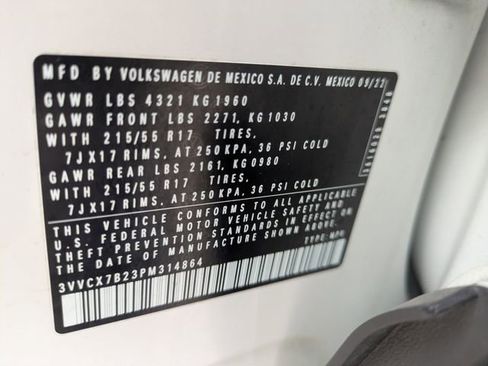 MFD BY VOLKSWAGEN DE MEXICO S.A. DE C.V. MEXICO 09/22
GVWR LBS 4321 KG 1960
GAWR FRONT LBS 2271, KG 1030
WITH 215/55 R17 TIRES,
7JX17 RIMS, AT 250 KPA, 36 PSI COLD
GAWR REAR LBS 2161, KG 0980
WITH 215/55 R17 TIRES,
7JX17 RIMS, AT 250 KPA, 36 PSI COLD
THIS VEHICLE CONFORMS TO ALL APPLICABLE
U.S. FEDERAL MOTOR VEHICLE SAFETY AND
THEFT PREVENTION STANDARDS IN EFFECT ON THE
DATE OF MANUFACTURE SHOWN ABOVE.
TYPE: MPV
3VVCX7B23PM314864